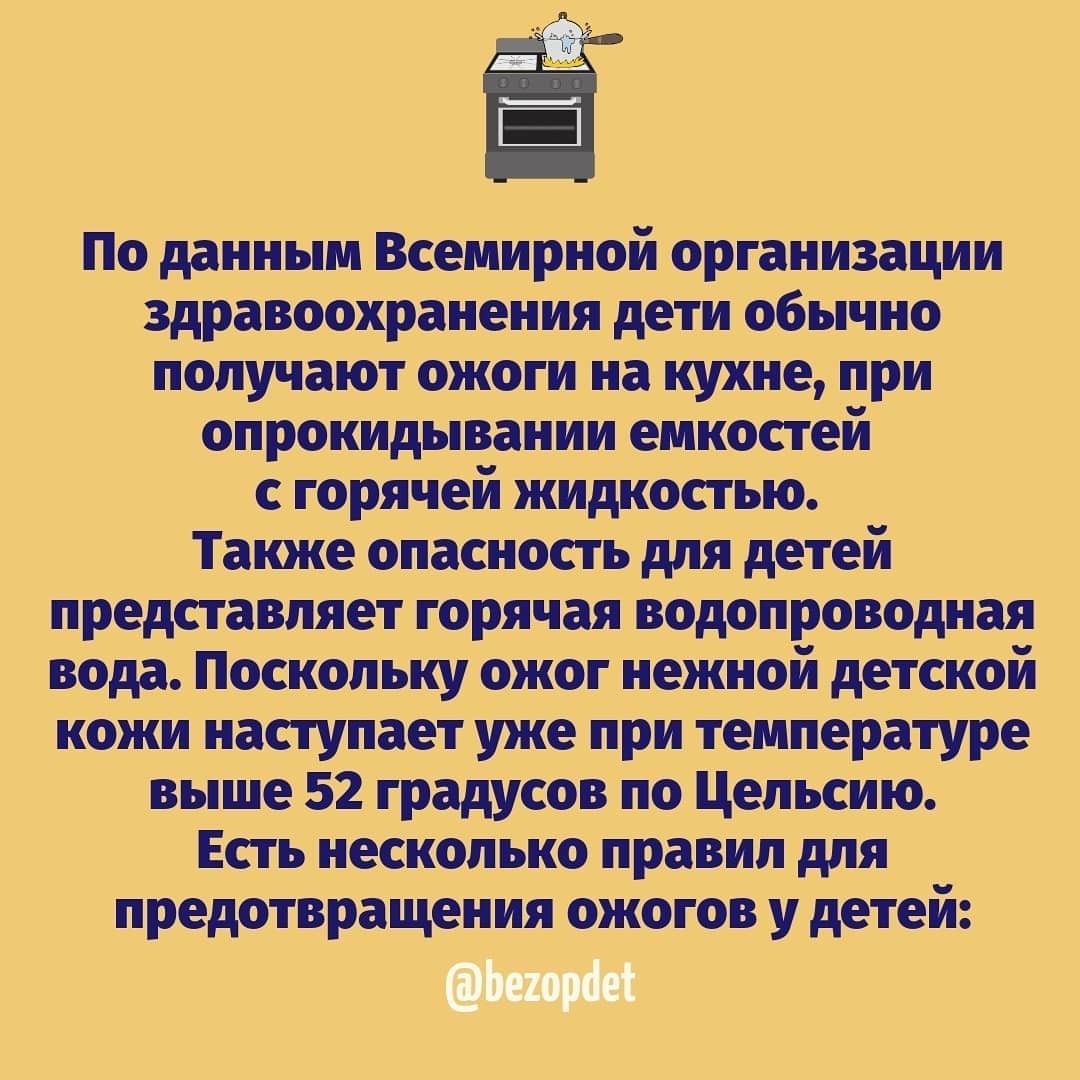 По данным Всемирной организации
здравоохранения дети обычно
получают ожоги на кухне, при
опрокидывании емкостей
с горячей жидкостью.
Также опасность для детей
представляет горячая водопроводная
вода. Поскольку ожог нежной детской
кожи наступает уже при температуре
выше 52 градусов по Цельсию.
Есть несколько правил для
предотвращения ожогов у детей:
@bezopdet